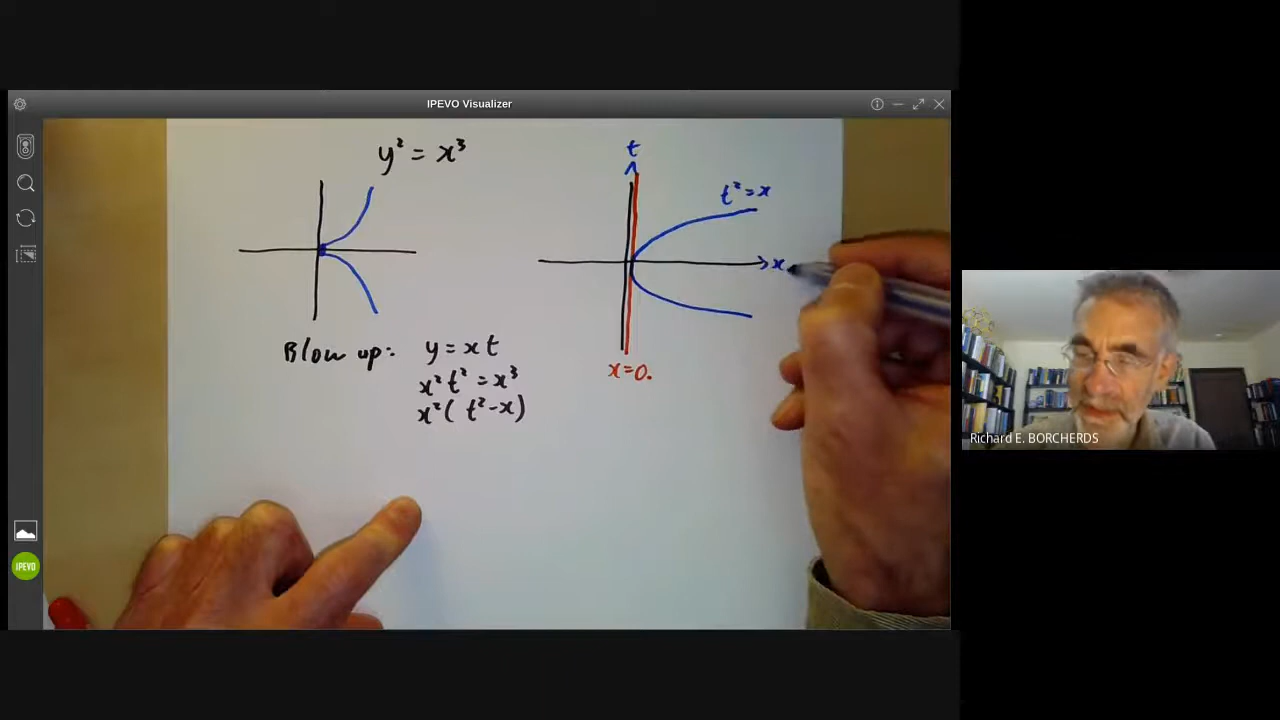 IPEVO Visualizer
y² = x³
t
t² = x
x
x=0.
Blow up: y = x t
x² t² = x³
x² ( t² - x)
IPEVO
Richard E. BORCHERDS